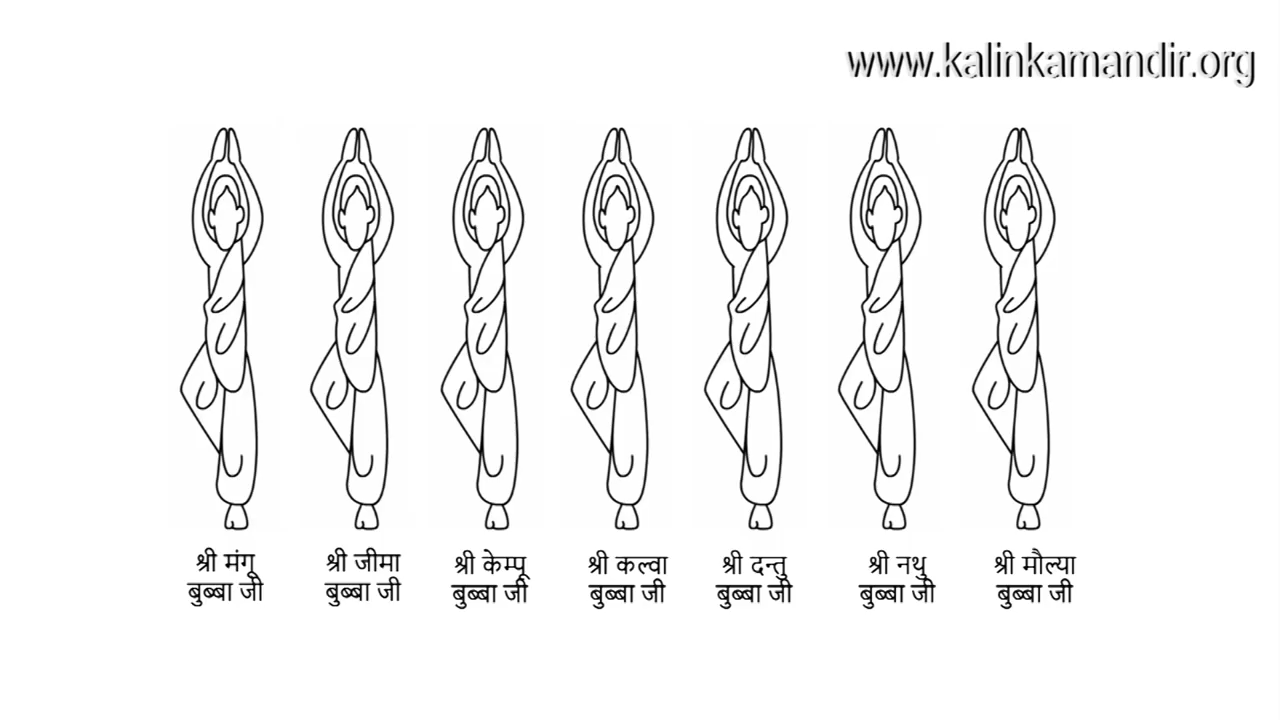 www.kalinkamandir.org
श्री मंगू
बुब्बा जी
श्री जीमा
बुब्बा जी
श्री केम्पू
बुब्बा जी
श्री कल्वा
बुब्बा जी
श्री दन्तु
बुब्बा जी
श्री नथु
बुब्बा जी
श्री मौल्या
बुब्बा जी